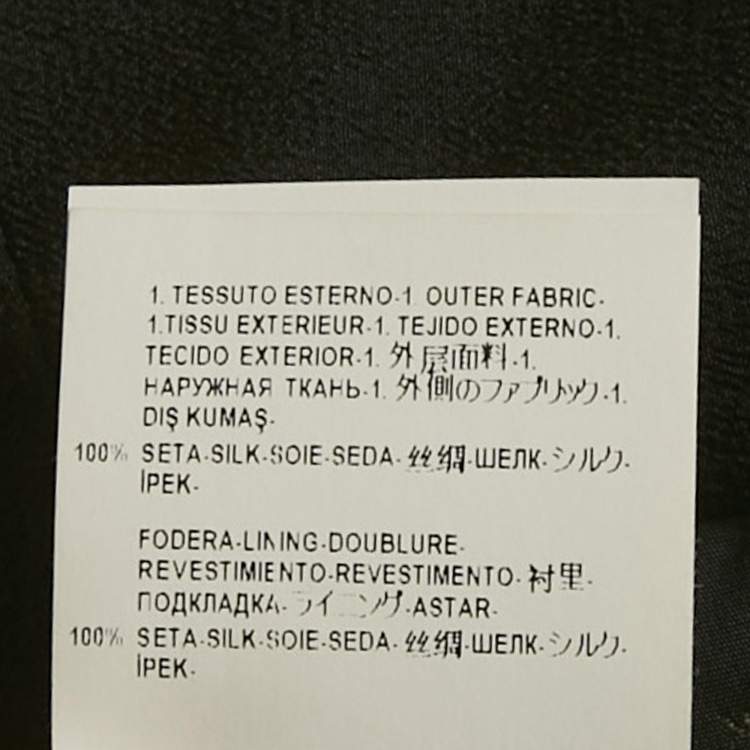 1. TESSUTO ESTERNO-1. OUTER FABRIC-
1.TISSU EXTERIEUR-1. TEJIDO EXTERNO-1.
TECIDO EXTERIOR-1. 外层面料-1.
НАРУЖНАЯ ТКАНЬ-1. 外側のファブリック-1.
DIŞ KUMAŞ-
100% SETA-SILK-SOIE-SEDA-丝绸-ШЕЛК-シルク-
İPEK-
FODERA-LINING-DOUBLURE-
REVESTIMIENTO-REVESTIMENTO-衬里-
ПОДКЛАДКА-ライニング-ASTAR-
100% SETA-SILK-SOIE-SEDA-丝绸-ШЕЛК-シルク-
İPEK-